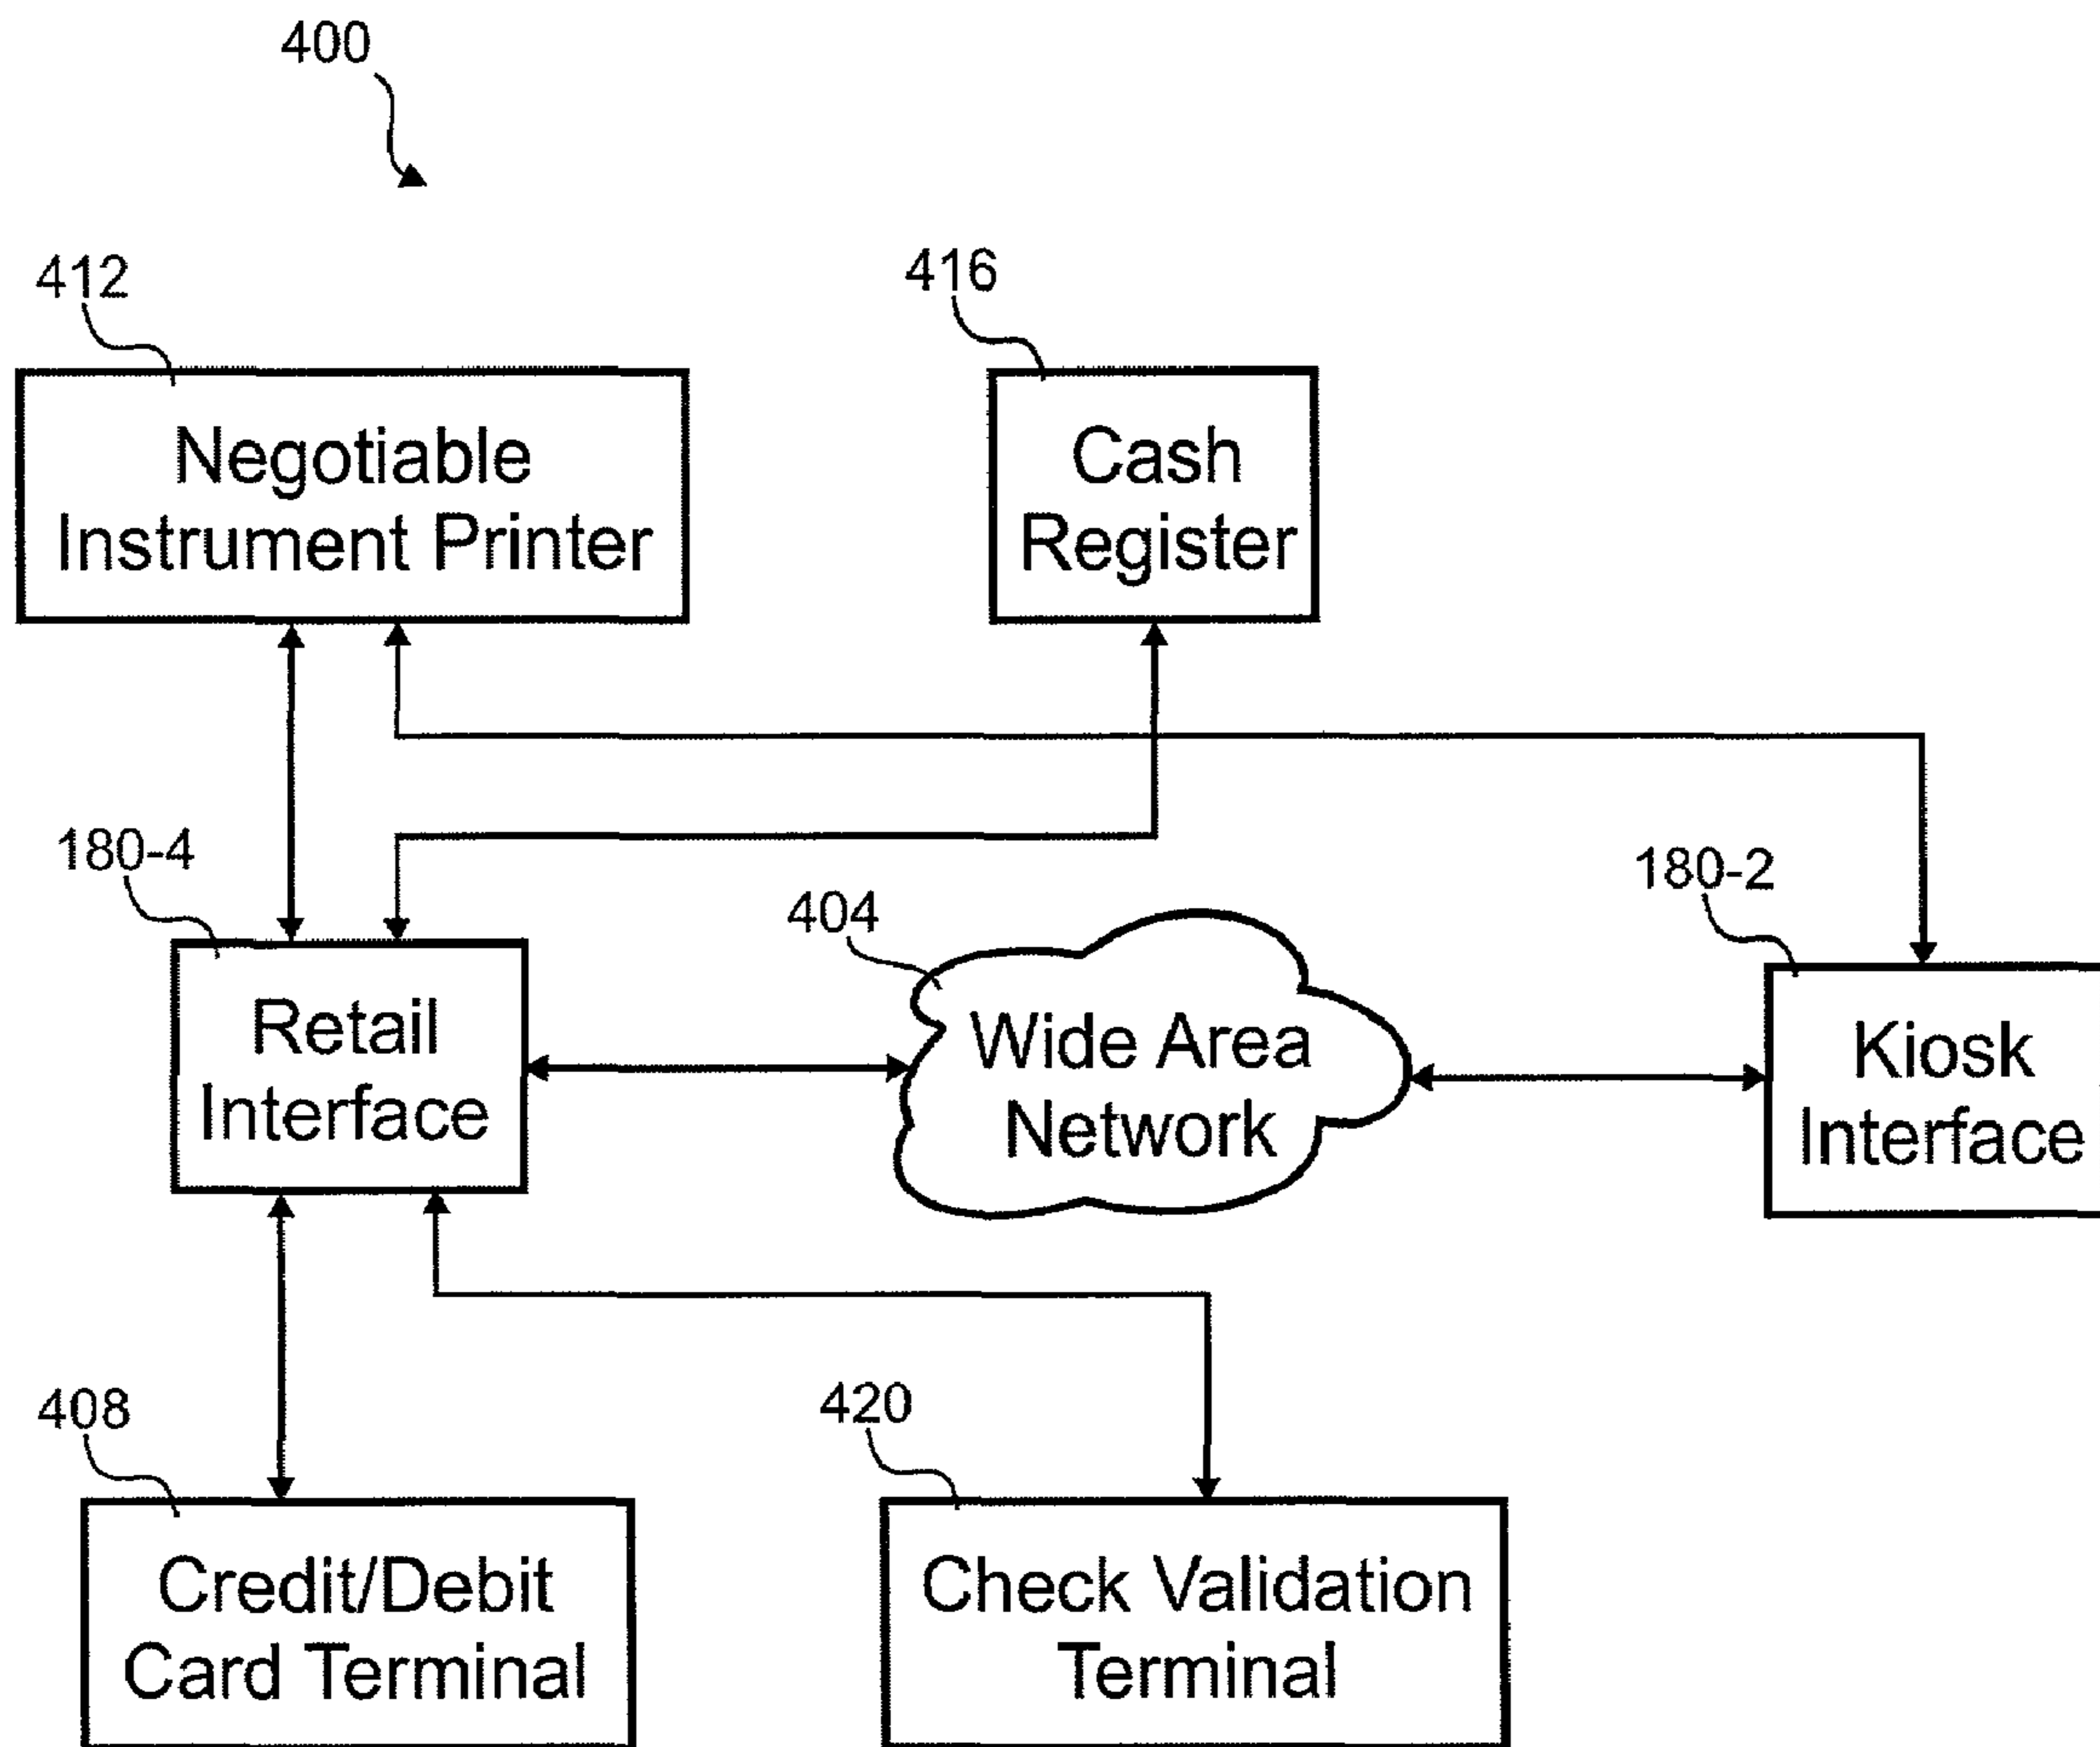 400
412
416
Negotiable
Instrument Printer
Cash
Register
180-4
404
180-2
Retail
Interface
Wide Area
Network
Kiosk
Interface
408
420
Credit/Debit
Card Terminal
Check Validation
Terminal